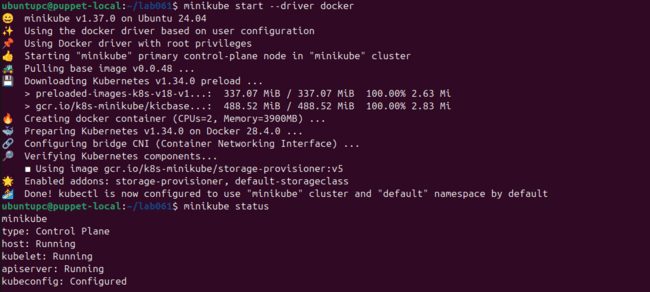 ubuntupc@puppet-local:~/lab061$ minikube start --driver docker
😄 minikube v1.37.0 on Ubuntu 24.04
✨ Using the docker driver based on user configuration
📌 Using Docker driver with root privileges
👍 Starting "minikube" primary control-plane node in "minikube" cluster
🚜 Pulling base image v0.0.48 ...
💾 Downloading Kubernetes v1.34.0 preload ...
> preloaded-images-k8s-v18-v1...: 337.07 MiB / 337.07 MiB 100.00% 2.63 Mi
> gcr.io/k8s-minikube/kicbase...: 488.52 MiB / 488.52 MiB 100.00% 2.83 Mi
🔥 Creating docker container (CPUs=2, Memory=3900MB) ...
🐳 Preparing Kubernetes v1.34.0 on Docker 28.4.0 ...
🔗 Configuring bridge CNI (Container Networking Interface) ...
🔎 Verifying Kubernetes components...
▪ Using image gcr.io/k8s-minikube/storage-provisioner:v5
🌟 Enabled addons: storage-provisioner, default-storageclass
🏄 Done! kubectl is now configured to use "minikube" cluster and "default" namespace by default
ubuntupc@puppet-local:~/lab061$ minikube status
minikube
type: Control Plane
host: Running
kubelet: Running
apiserver: Running
kubeconfig: Configured